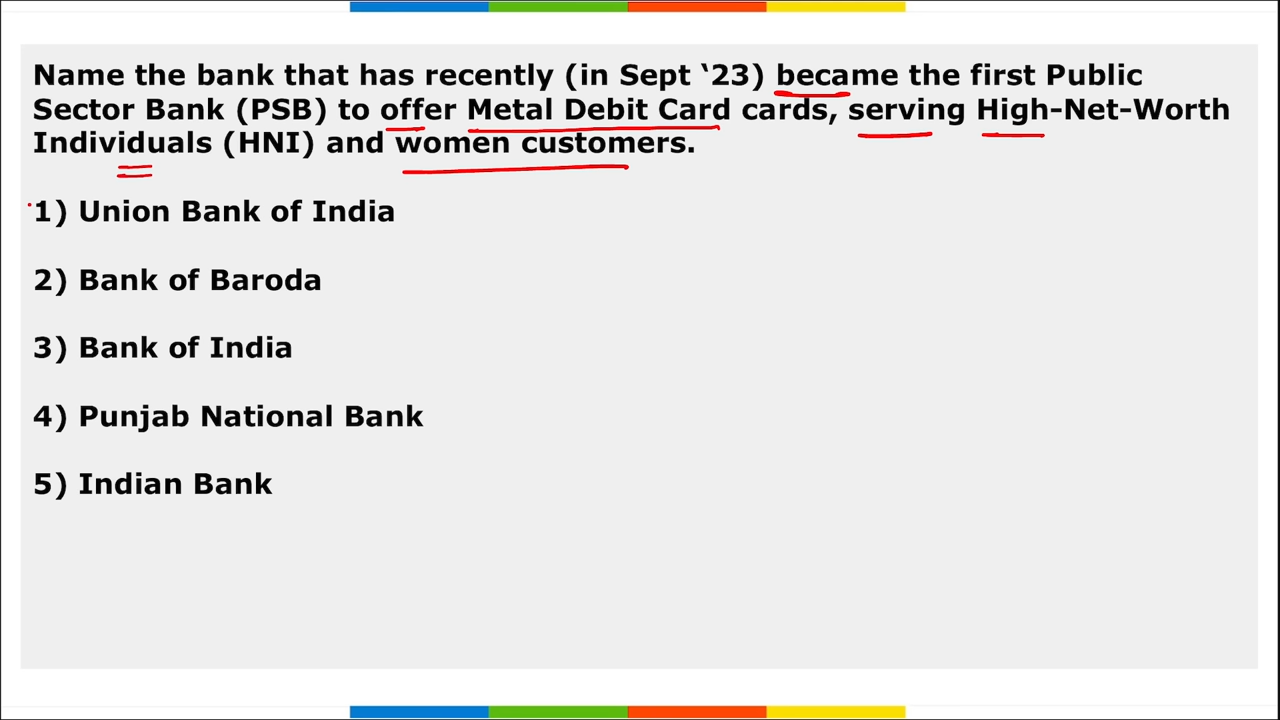 Name the bank that has recently (in Sept ‘23) became the first Public
Sector Bank (PSB) to offer Metal Debit Card cards, serving High-Net-Worth
Individuals (HNI) and women customers.
1) Union Bank of India
2) Bank of Baroda
3) Bank of India
4) Punjab National Bank
5) Indian Bank